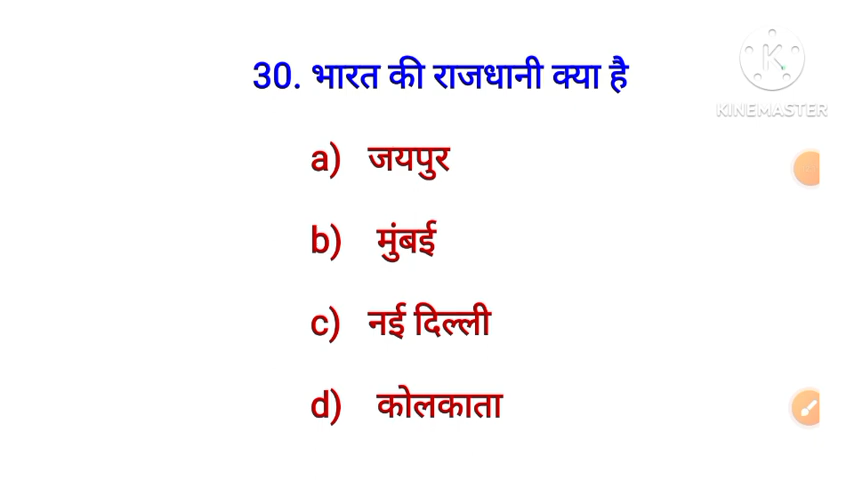 30. भारत की राजधानी क्या है
KINEMASTER
a) जयपुर
b) मुंबई
c) नई दिल्ली
d) कोलकाता